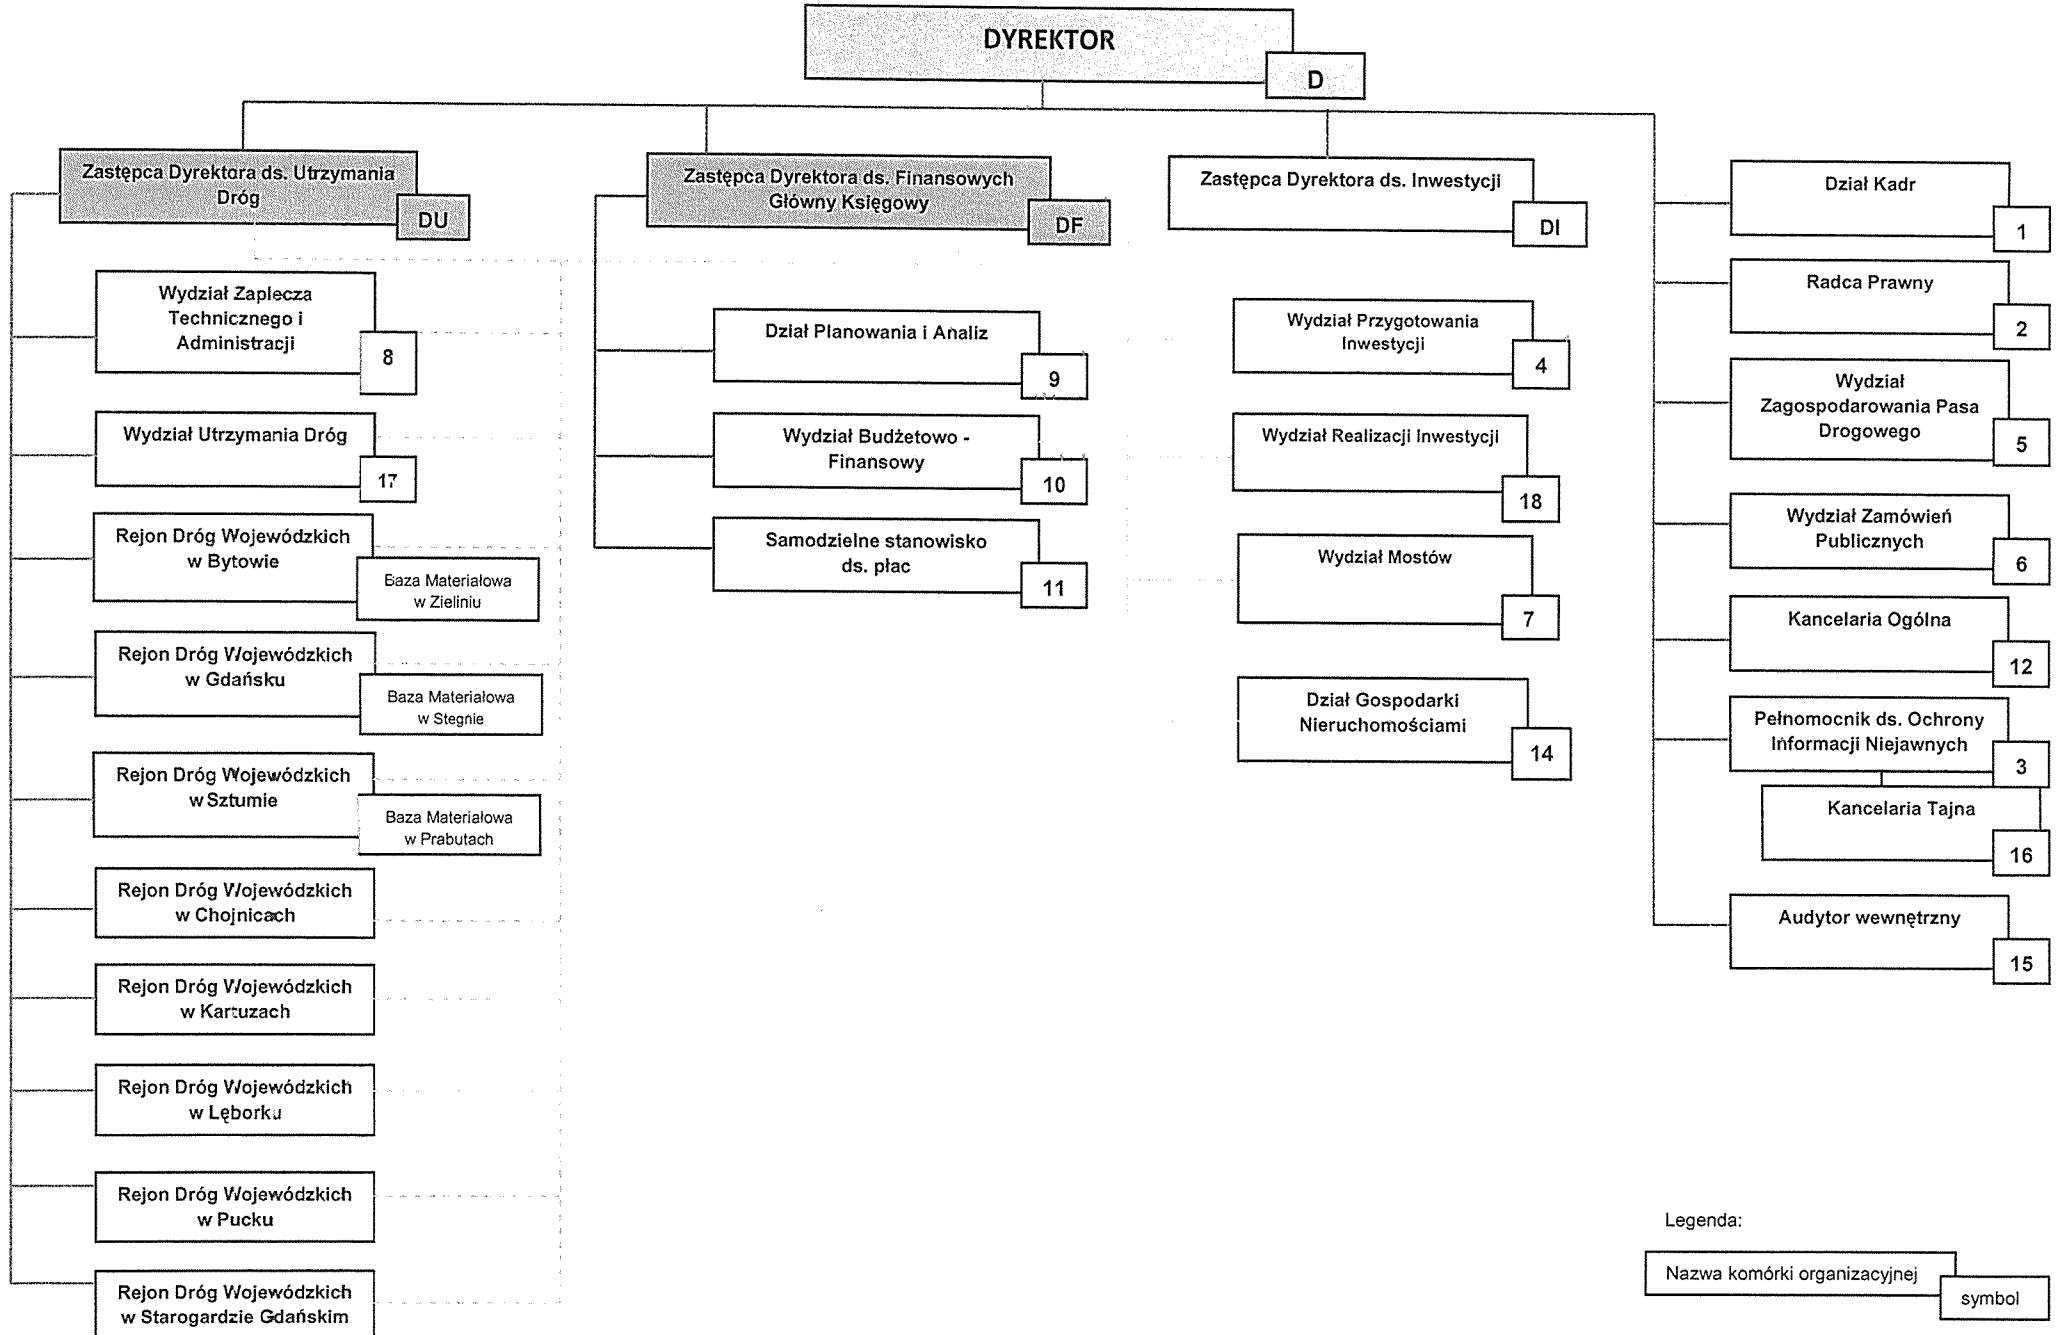 DYREKTOR
D
Zastępca Dyrektora ds. Utrzymania
Dróg
DU
Wydział Zaplecza
Technicznego i
Administracji
8
Wydział Utrzymania Dróg
17
Rejon Dróg Wojewódzkich
w Bytowie
Baza Materiałowa
w Zieliniu
Rejon Dróg Wojewódzkich
w Gdańsku
Baza Materiałowa
w Stegnie
Rejon Dróg Wojewódzkich
w Sztumie
Baza Materiałowa
w Prabutach
Rejon Dróg Wojewódzkich
w Chojnicach
Rejon Dróg Wojewódzkich
w Kartuzach
Rejon Dróg Wojewódzkich
w Lęborku
Rejon Dróg Wojewódzkich
w Pucku
Rejon Dróg Wojewódzkich
w Starogardzie Gdańskim
Zastępca Dyrektora ds. Finansowych
Główny Księgowy
DF
Dział Planowania i Analiz
9
Wydział Budżetowo -
Finansowy
10
Samodzielne stanowisko
ds. płac
11
Zastępca Dyrektora ds. Inwestycji
DI
Wydział Przygotowania
Inwestycji
4
Wydział Realizacji Inwestycji
18
Wydział Mostów
7
Dział Gospodarki
Nieruchomościami
14
Dział Kadr
1
Radca Prawny
2
Wydział
Zagospodarowania Pasa
Drogowego
5
Wydział Zamówień
Publicznych
6
Kancelaria Ogólna
12
Pełnomocnik ds. Ochrony
Informacji Niejawnych
3
Kancelaria Tajna
16
Audytor wewnętrzny
15
Legenda:
Nazwa komórki organizacyjnej
symbol